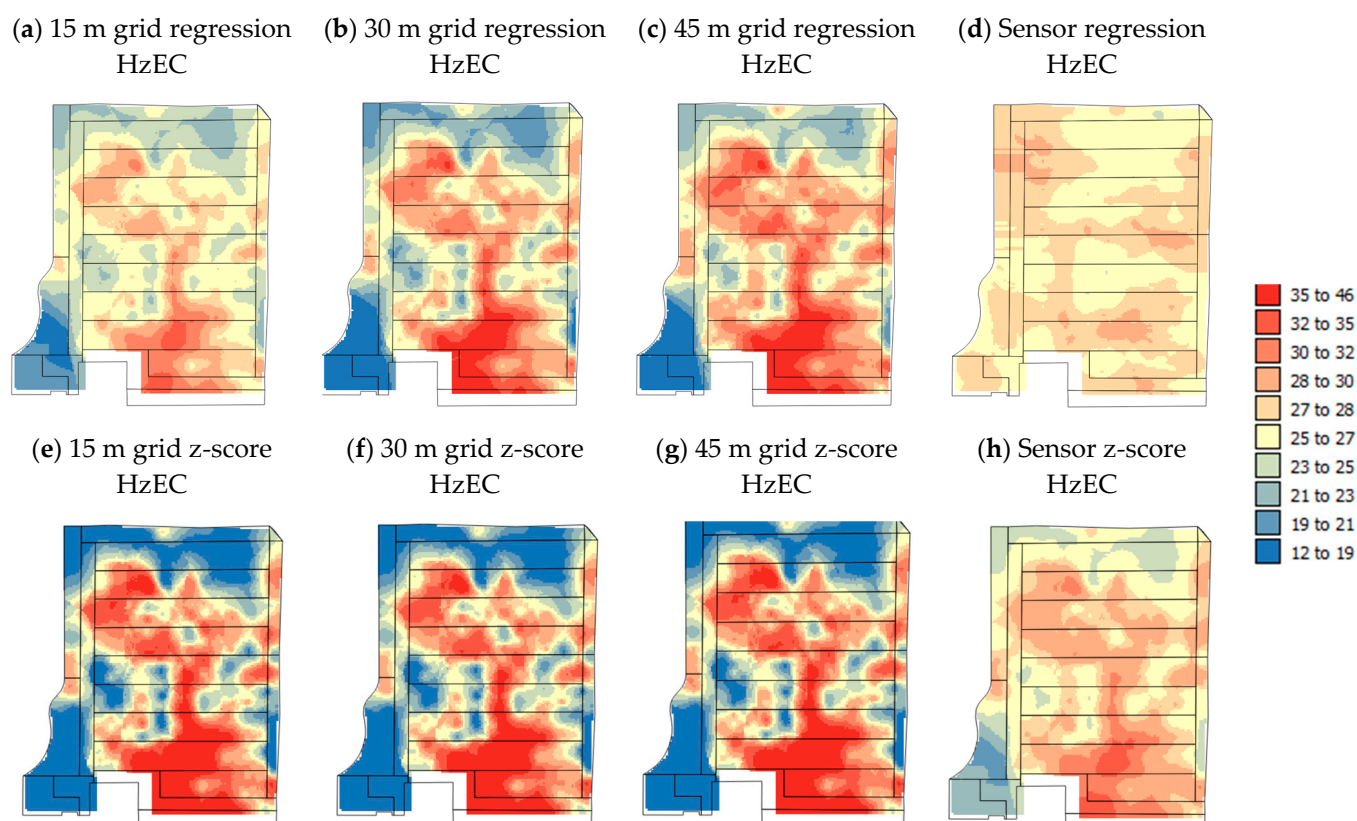 (a) 15 m grid regression
HzEC
(b) 30 m grid regression
HzEC
(c) 45 m grid regression
HzEC
(d) Sensor regression
HzEC
35 to 46
32 to 35
30 to 32
28 to 30
27 to 28
25 to 27
23 to 25
21 to 23
19 to 21
12 to 19
(e) 15 m grid z-score
HzEC
(f) 30 m grid z-score
HzEC
(g) 45 m grid z-score
HzEC
(h) Sensor z-score
HzEC